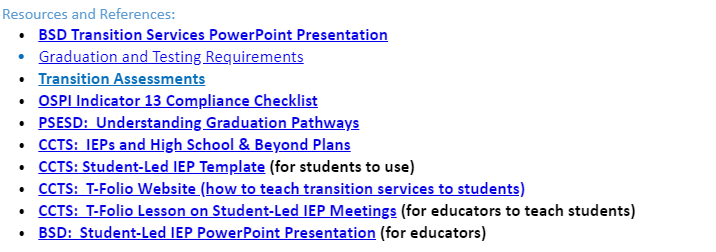 Resources and References:
• BSD Transition Services PowerPoint Presentation
• Graduation and Testing Requirements
• Transition Assessments
• OSPI Indicator 13 Compliance Checklist
• PSESD:  Understanding Graduation Pathways
• CCTS:  IEPs and High School & Beyond Plans
• CCTS: Student-Led IEP Template (for students to use)
• CCTS:  T-Folio Website (how to teach transition services to students)
• CCTS:  T-Folio Lesson on Student-Led IEP Meetings (for educators to teach students)
• BSD:  Student-Led IEP PowerPoint Presentation (for educators)